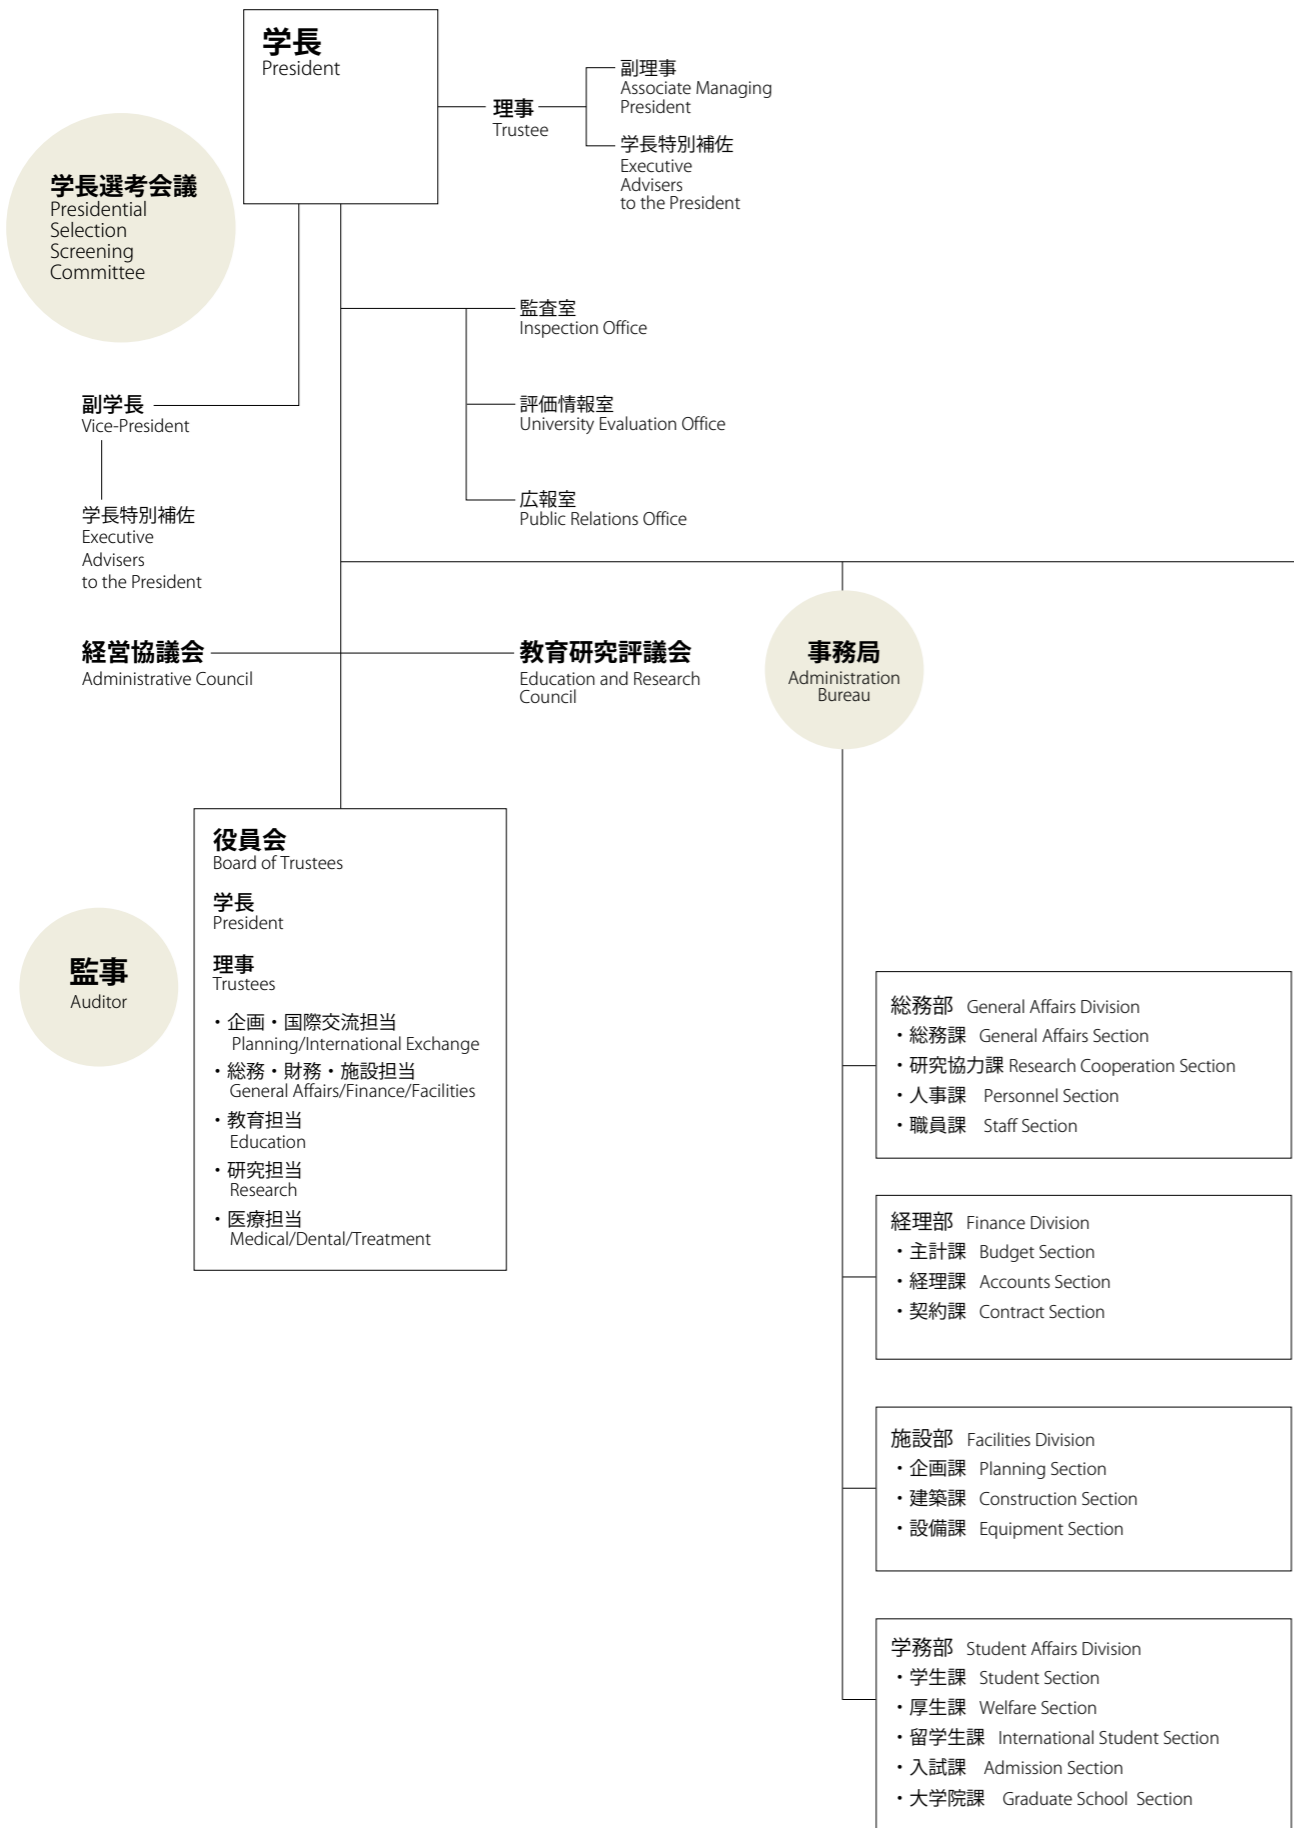 学長
President
理事
Trustee
副理事
Associate Managing
President
学長特別補佐
Executive
Advisers
to the President
学長選考会議
Presidential
Selection
Screening
Committee
監査室
Inspection Office
評価情報室
University Evaluation Office
広報室
Public Relations Office
副学長
Vice-President
学長特別補佐
Executive
Advisers
to the President
経営協議会
Administrative Council
教育研究評議会
Education and Research
Council
事務局
Administration
Bureau
役員会
Board of Trustees
学長
President
理事
Trustees
・企画・国際交流担当
Planning/International Exchange
・総務・財務・施設担当
General Affairs/Finance/Facilities
・教育担当
Education
・研究担当
Research
・医療担当
Medical/Dental/Treatment
監事
Auditor
総務部 General Affairs Division
・総務課 General Affairs Section
・研究協力課 Research Cooperation Section
・人事課 Personnel Section
・職員課 Staff Section
経理部 Finance Division
・主計課 Budget Section
・経理課 Accounts Section
・契約課 Contract Section
施設部 Facilities Division
・企画課 Planning Section
・建築課 Construction Section
・設備課 Equipment Section
学務部 Student Affairs Division
・学生課 Student Section
・厚生課 Welfare Section
・留学生課 International Student Section
・入試課 Admission Section
・大学院課 Graduate School Section